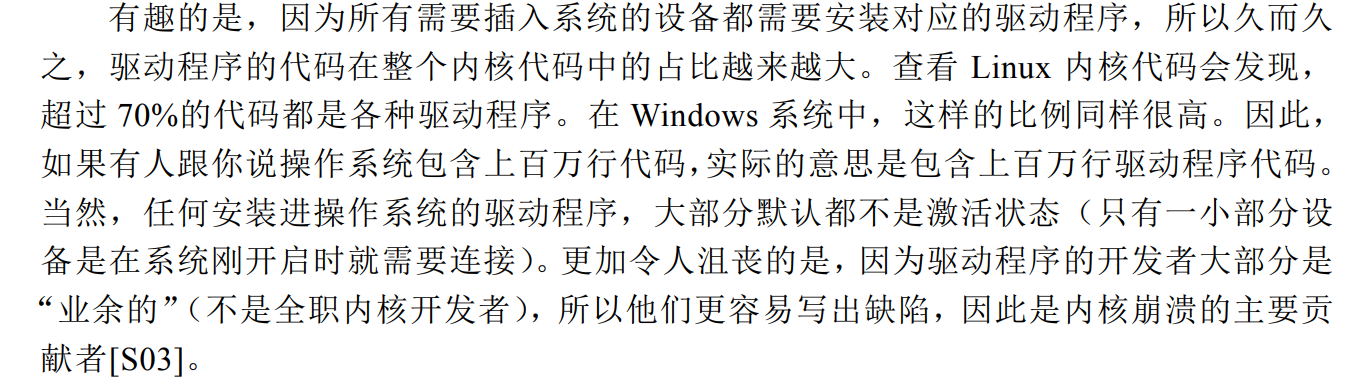 有趣的是，因为所有需要插入系统的设备都需要安装对应的驱动程序，所以久而久
之，驱动程序的代码在整个内核代码中的占比越来越大。查看 Linux 内核代码会发现，
超过 70%的代码都是各种驱动程序。在 Windows 系统中，这样的比例同样很高。因此，
如果有人跟你说操作系统包含上百万行代码，实际的意思是包含上百万行驱动程序代码。
当然，任何安装进操作系统的驱动程序，大部分默认都不是激活状态（只有一小部分设
备是在系统刚开启时就需要连接）。更加令人沮丧的是，因为驱动程序的开发者大部分是
“业余的”（不是全职内核开发者），所以他们更容易写出缺陷，因此是内核崩溃的主要贡
献者[S03]。